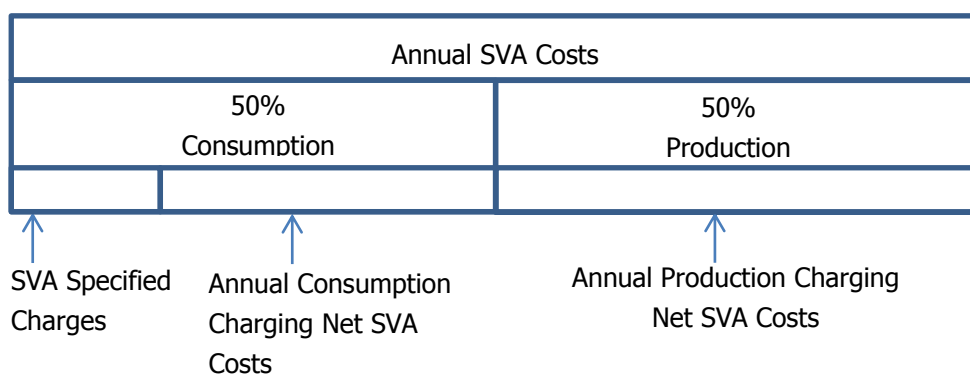 Annual SVA Costs
50%
Consumption
50%
Production
SVA Specified
Charges
Annual Consumption
Charging Net SVA
Costs
Annual Production Charging
Net SVA Costs